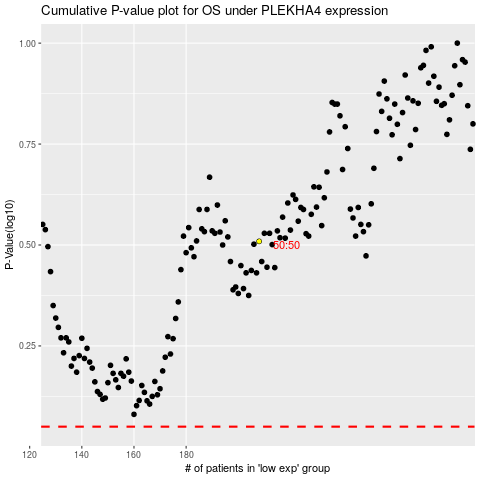 Cumulative P-value plot for OS under PLEKHA4 expression
P-Value(log10)
1.00
0.75
0.50
0.25
50:50
120 140 160 180
# of patients in 'low exp' group